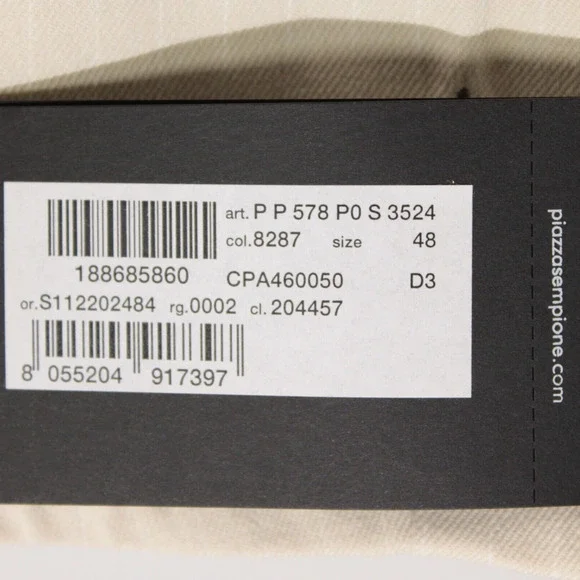 art. P P 578 P0 S 3524
col.8287 size 48
188685860 CPA460050 D3
or.S112202484 rg.0002 cl.204457
8 055204 917397
piazzasempione.com